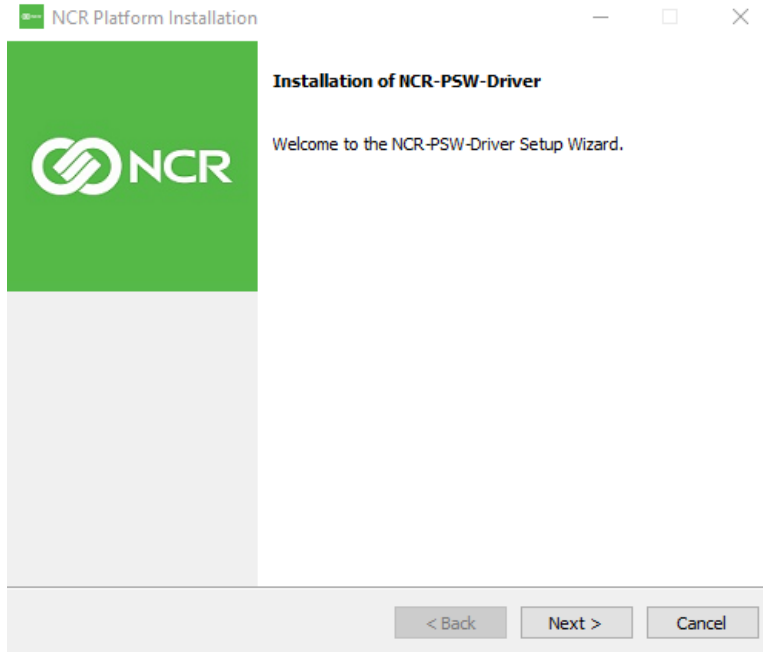 NCR Platform Installation
Installation of NCR-PSW-Driver
Welcome to the NCR-PSW-Driver Setup Wizard.
NCR
< Back
Next >
Cancel